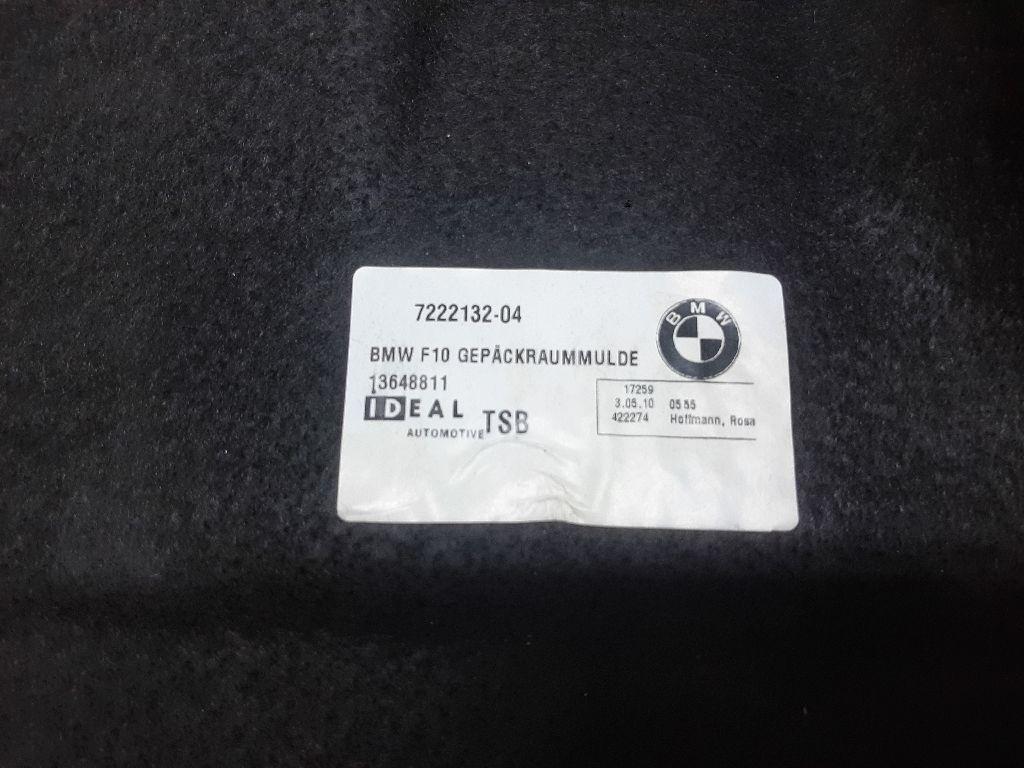 7222132-04
BMW
BMW F10 GEPÄCKRAUMMULDE
13648811
IDEAL
AUTOMOTIVE TSB
17259
3.05.10 05 55
422274 Hoffmann, Rosa